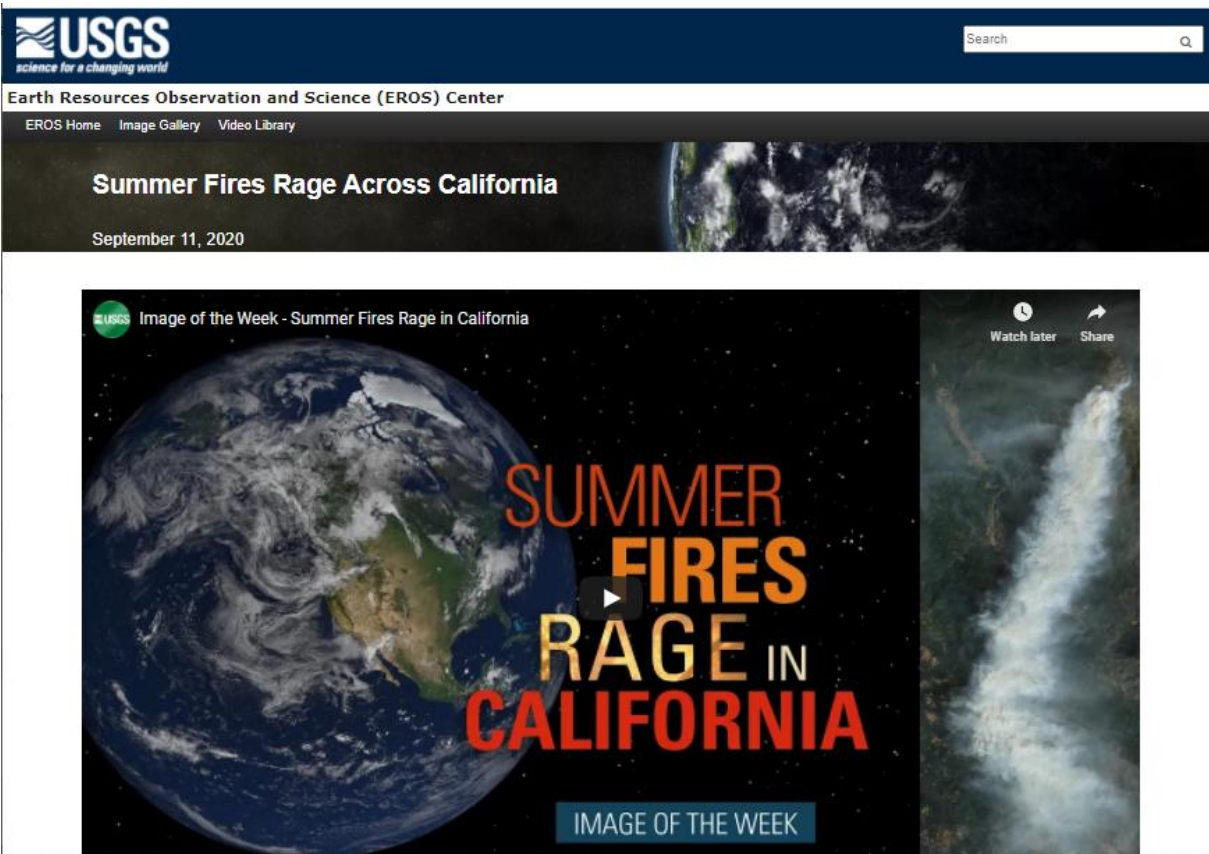 USGS
science for a changing world
Search
Earth Resources Observation and Science (EROS) Center
EROS Home Image Gallery Video Library
Summer Fires Rage Across California
September 11, 2020
USGS Image of the Week - Summer Fires Rage in California
Watch later Share
SUMMER
FIRES
RAGE IN
CALIFORNIA
IMAGE OF THE WEEK